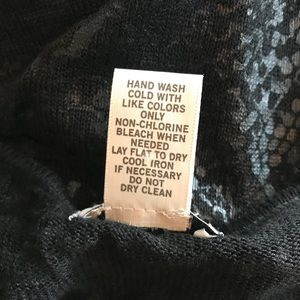 HAND WASH
COLD WITH
LIKE COLORS
ONLY
NON-CHLORINE
BLEACH WHEN
NEEDED
LAY FLAT TO DRY
COOL IRON
IF NECESSARY
DO NOT
DRY CLEAN